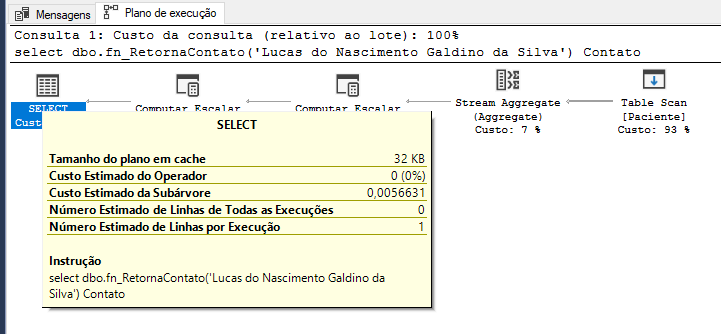 Mensagens
Plano de execução
Consulta 1: Custo da consulta (relativo ao lote): 100%
select dbo.fn_RetornaContato('Lucas do Nascimento Galdino da Silva') Contato
SELECT
Cust
Computar Escalar
Computar Escalar
Stream Aggregate
(Aggregate)
Custo: 7 %
Table Scan
[Paciente]
Custo: 93 %
SELECT
Tamanho do plano em cache 32 KB
Custo Estimado do Operador 0 (0%)
Custo Estimado da Subárvore 0,0056631
Número Estimado de Linhas de Todas as Execuções 0
Número Estimado de Linhas por Execução 1
Instrução
select dbo.fn_RetornaContato('Lucas do Nascimento Galdino da
Silva') Contato